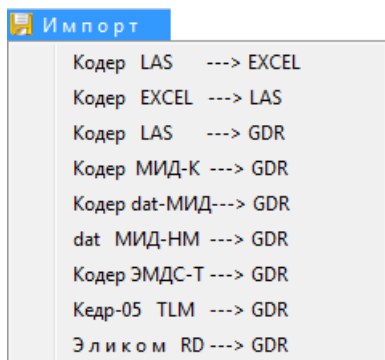 Импорт
Кодер LAS ---> EXCEL
Кодер EXCEL ---> LAS
Кодер LAS ---> GDR
Кодер МИД-К ---> GDR
Кодер dat-МИД---> GDR
dat МИД-НМ ---> GDR
Кодер ЭМДС-Т ---> GDR
Кедр-05 TLM ---> GDR
Эликом RD ---> GDR